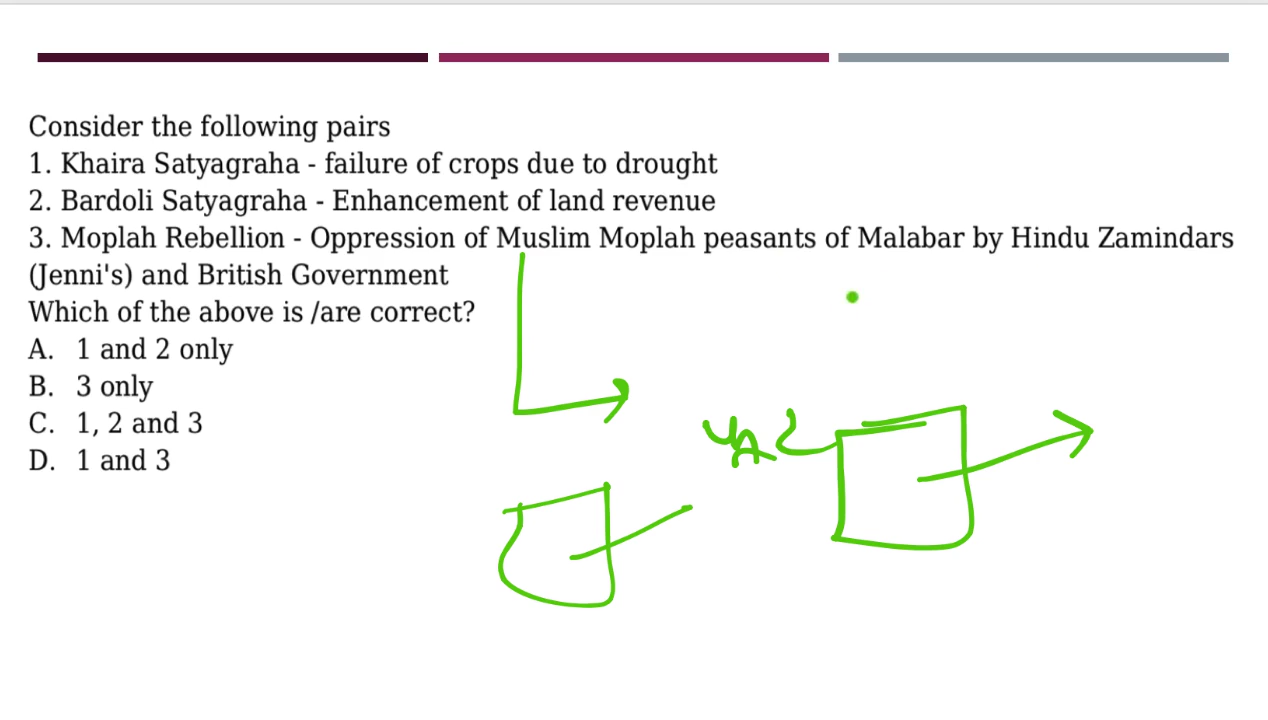 Consider the following pairs
1. Khaira Satyagraha - failure of crops due to drought
2. Bardoli Satyagraha - Enhancement of land revenue
3. Moplah Rebellion - Oppression of Muslim Moplah peasants of Malabar by Hindu Zamindars
(Jenni's) and British Government
Which of the above is /are correct?
A. 1 and 2 only
B. 3 only
C. 1, 2 and 3
D. 1 and 3